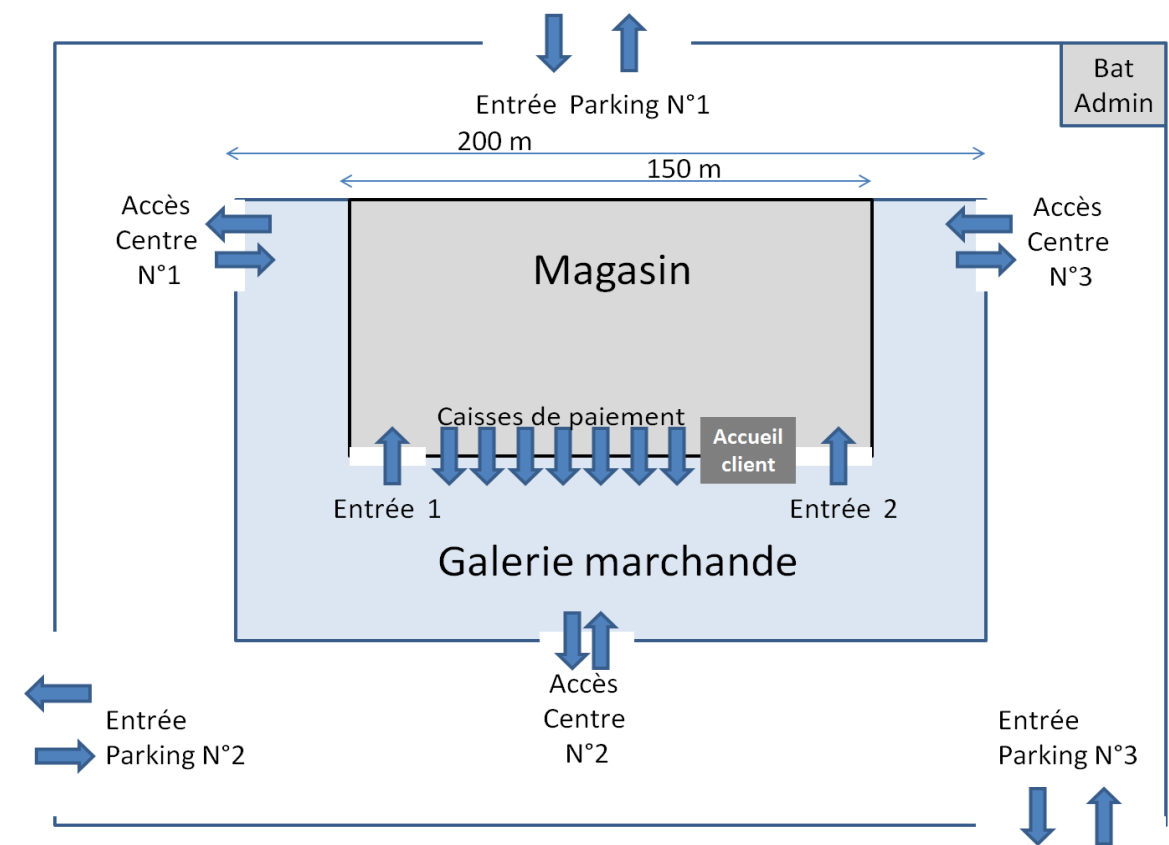 Bat
Admin
Entrée Parking N°1
200 m
150 m
Accès
Centre
N°1
Accès
Centre
N°3
Magasin
Caisses de paiement
Accueil
client
Entrée 1
Entrée 2
Galerie marchande
Accès
Centre
N°2
Entrée
Parking N°2
Entrée
Parking N°3